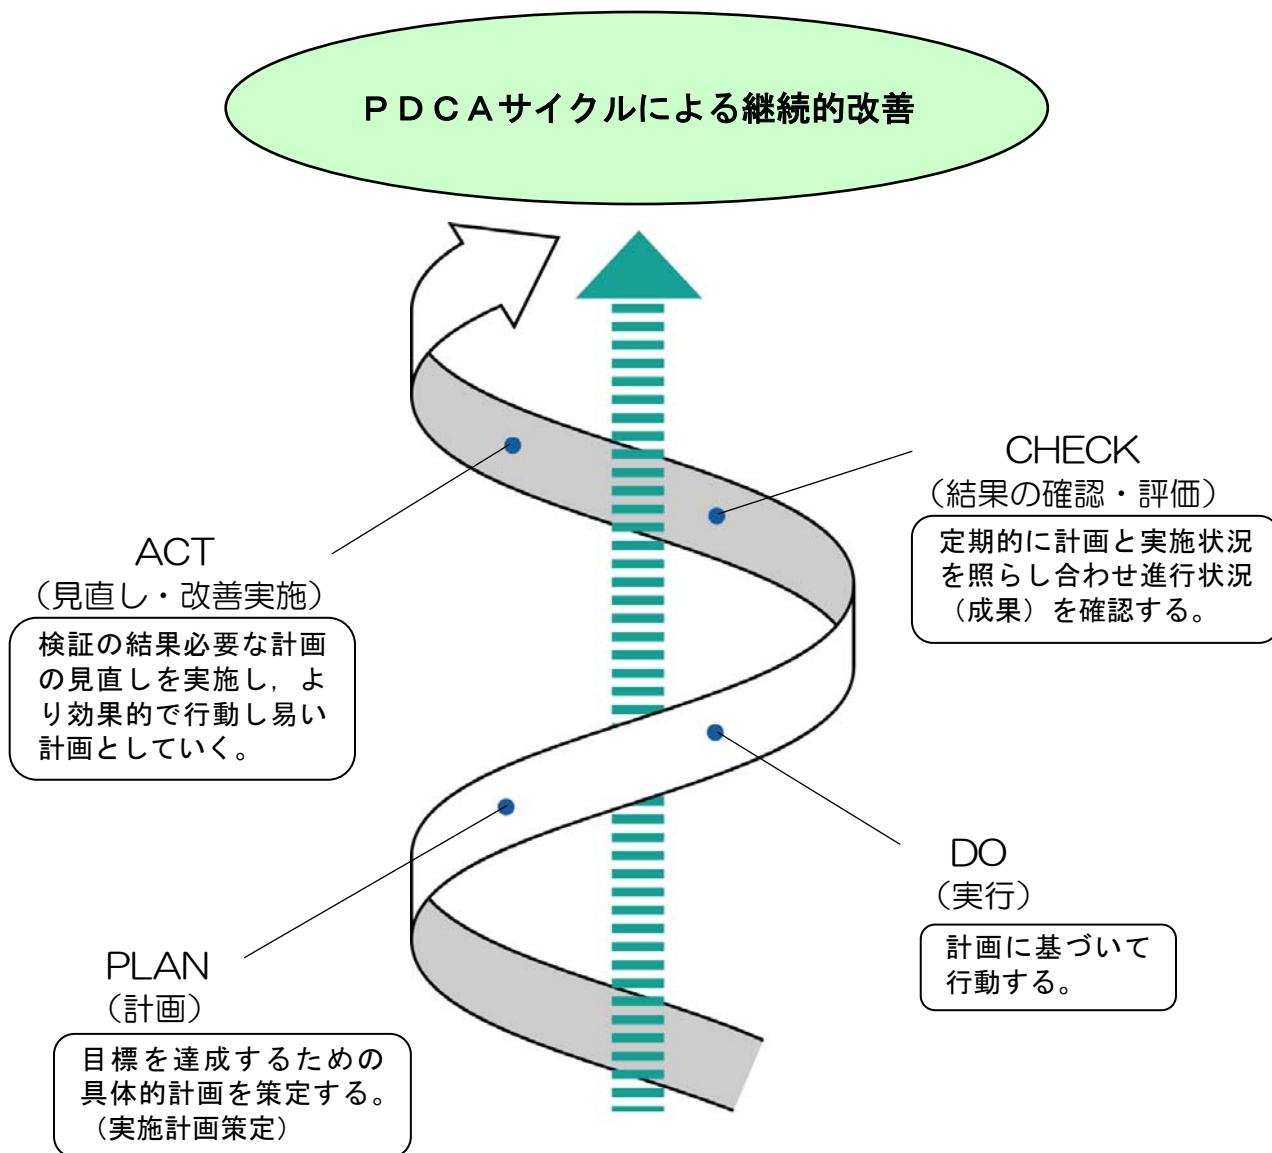 ＰＤＣＡサイクルによる継続的改善
CHECK
（結果の確認・評価）
定期的に計画と実施状況
を照らし合わせ進行状況
（成果）を確認する。
ACT
（見直し・改善実施）
検証の結果必要な計画
の見直しを実施し，よ
り効果的で行動し易い
計画としていく。
DO
（実行）
計画に基づいて
行動する。
PLAN
（計画）
目標を達成するための
具体的計画を策定する。
（実施計画策定）